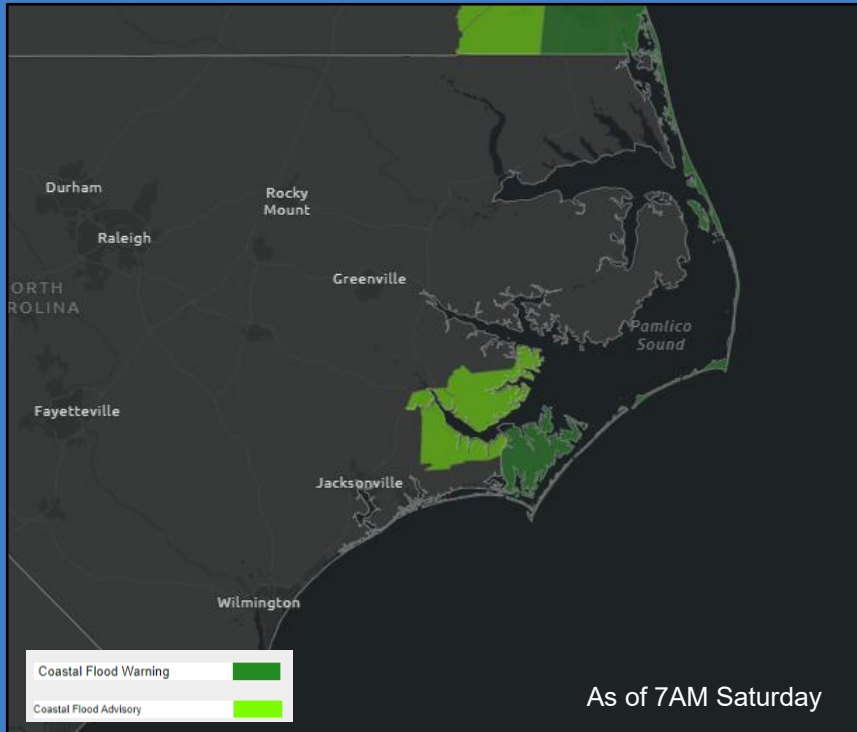 Durham
Rocky
Mount
Raleigh
Greenville
ORTH
ROLINA
Pamlico
Sound
Fayetteville
Jacksonville
Wilmington
Coastal Flood Warning
Coastal Flood Advisory
As of 7AM Saturday